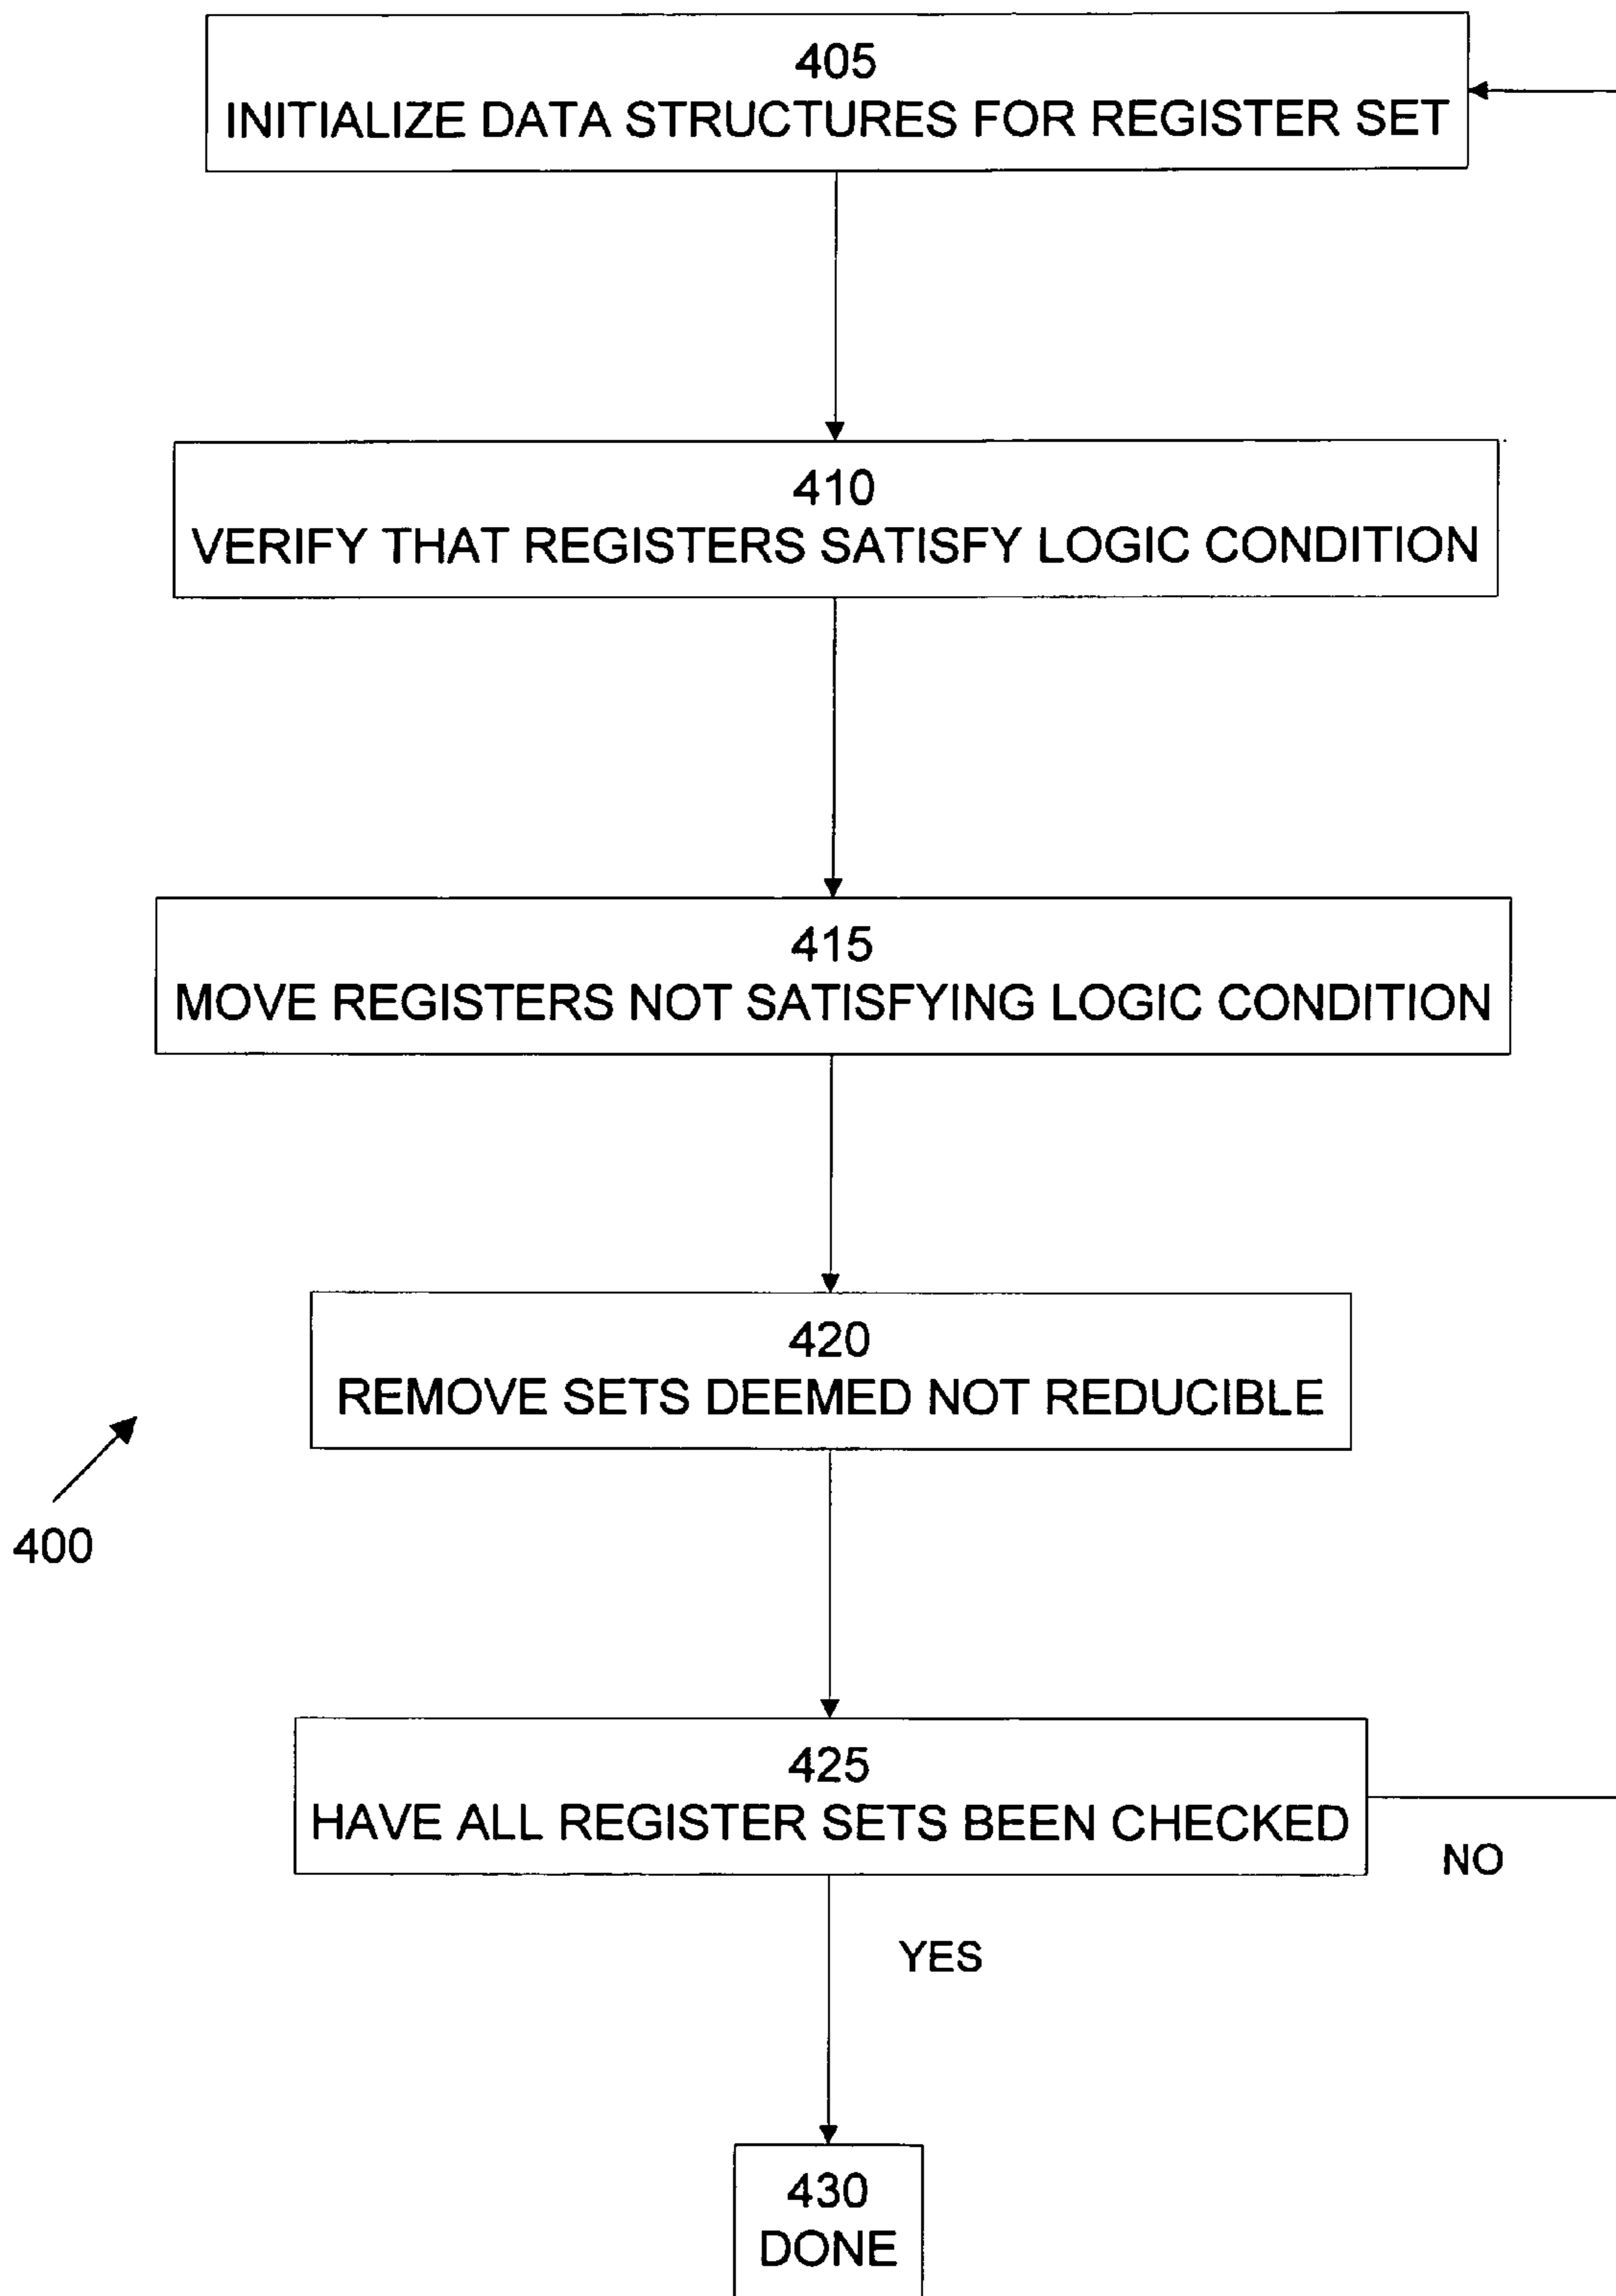 405
INITIALIZE DATA STRUCTURES FOR REGISTER SET
410
VERIFY THAT REGISTERS SATISFY LOGIC CONDITION
415
MOVE REGISTERS NOT SATISFYING LOGIC CONDITION
420
REMOVE SETS DEEMED NOT REDUCIBLE
400
425
HAVE ALL REGISTER SETS BEEN CHECKED
NO
YES
430
DONE